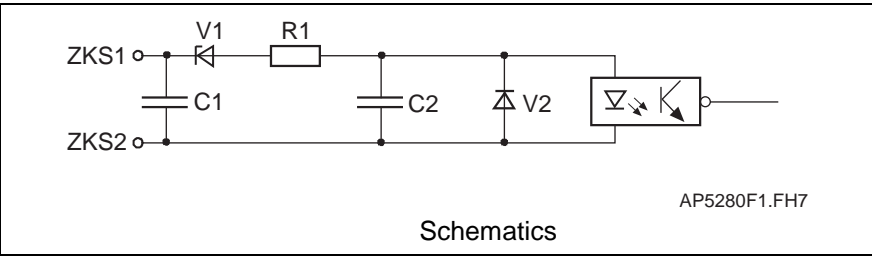 V1 R1
ZKS1
C1 C2 V2
ZKS2
AP5280F1.FH7
Schematics